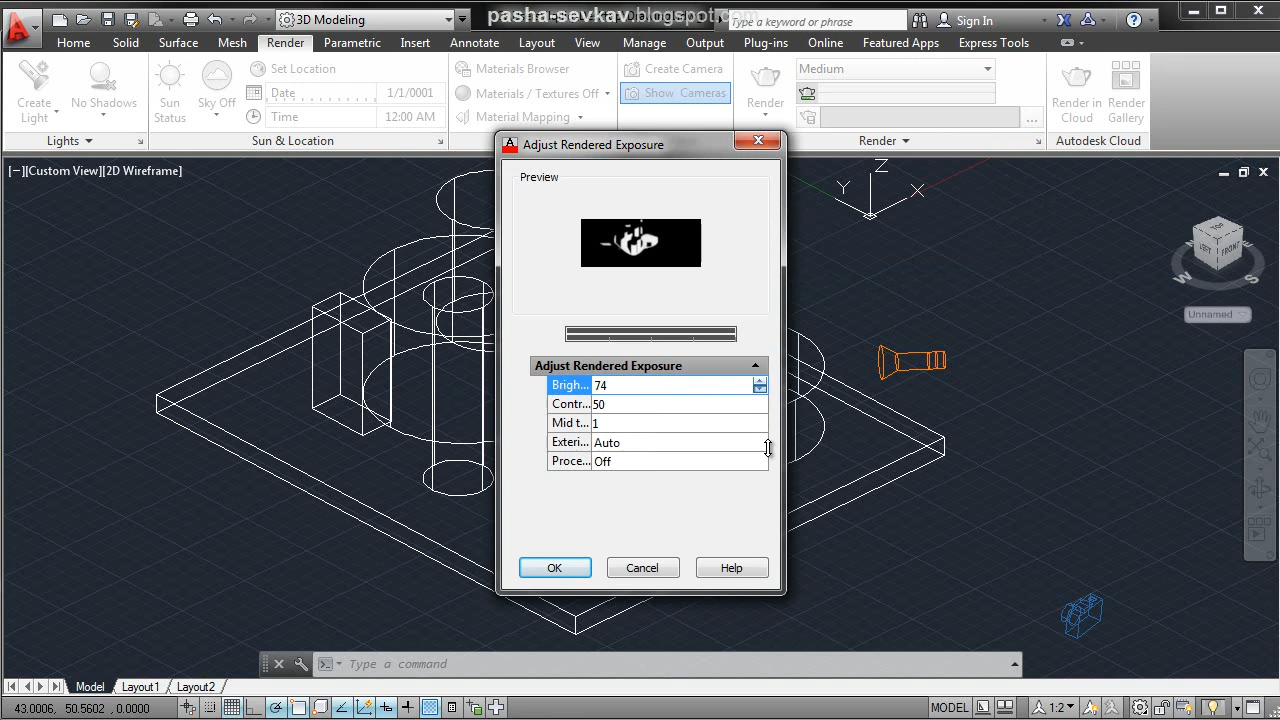 3D Modeling
pasha-sevkav.blogspot.com
Type a keyword or phrase
Sign In
Home
Solid
Surface
Mesh
Render
Parametric
Insert
Annotate
Layout
View
Manage
Output
Plug-ins
Online
Featured Apps
Express Tools
Create
Light
No Shadows
Sun
Status
Sky Off
Set Location
Date
1/1/0001
Time
12:00 AM
Materials Browser
Materials / Textures Off
Material Mapping
Create Camera
Show Cameras
Render
Medium
...
Render in
Cloud
Render
Gallery
Lights
Sun & Location
Render
Autodesk Cloud
[−][Custom View][2D Wireframe]
Adjust Rendered Exposure
Preview
Adjust Rendered Exposure
Brigh... 74
Contr... 50
Mid t... 1
Exteri... Auto
Proce... Off
OK
Cancel
Help
Z
Y
X
TOP
LEFT
FRONT
W
S
Unnamed
Type a command
Model
Layout1
Layout2
43.0006, 50.5602, 0.0000
MODEL
1:2